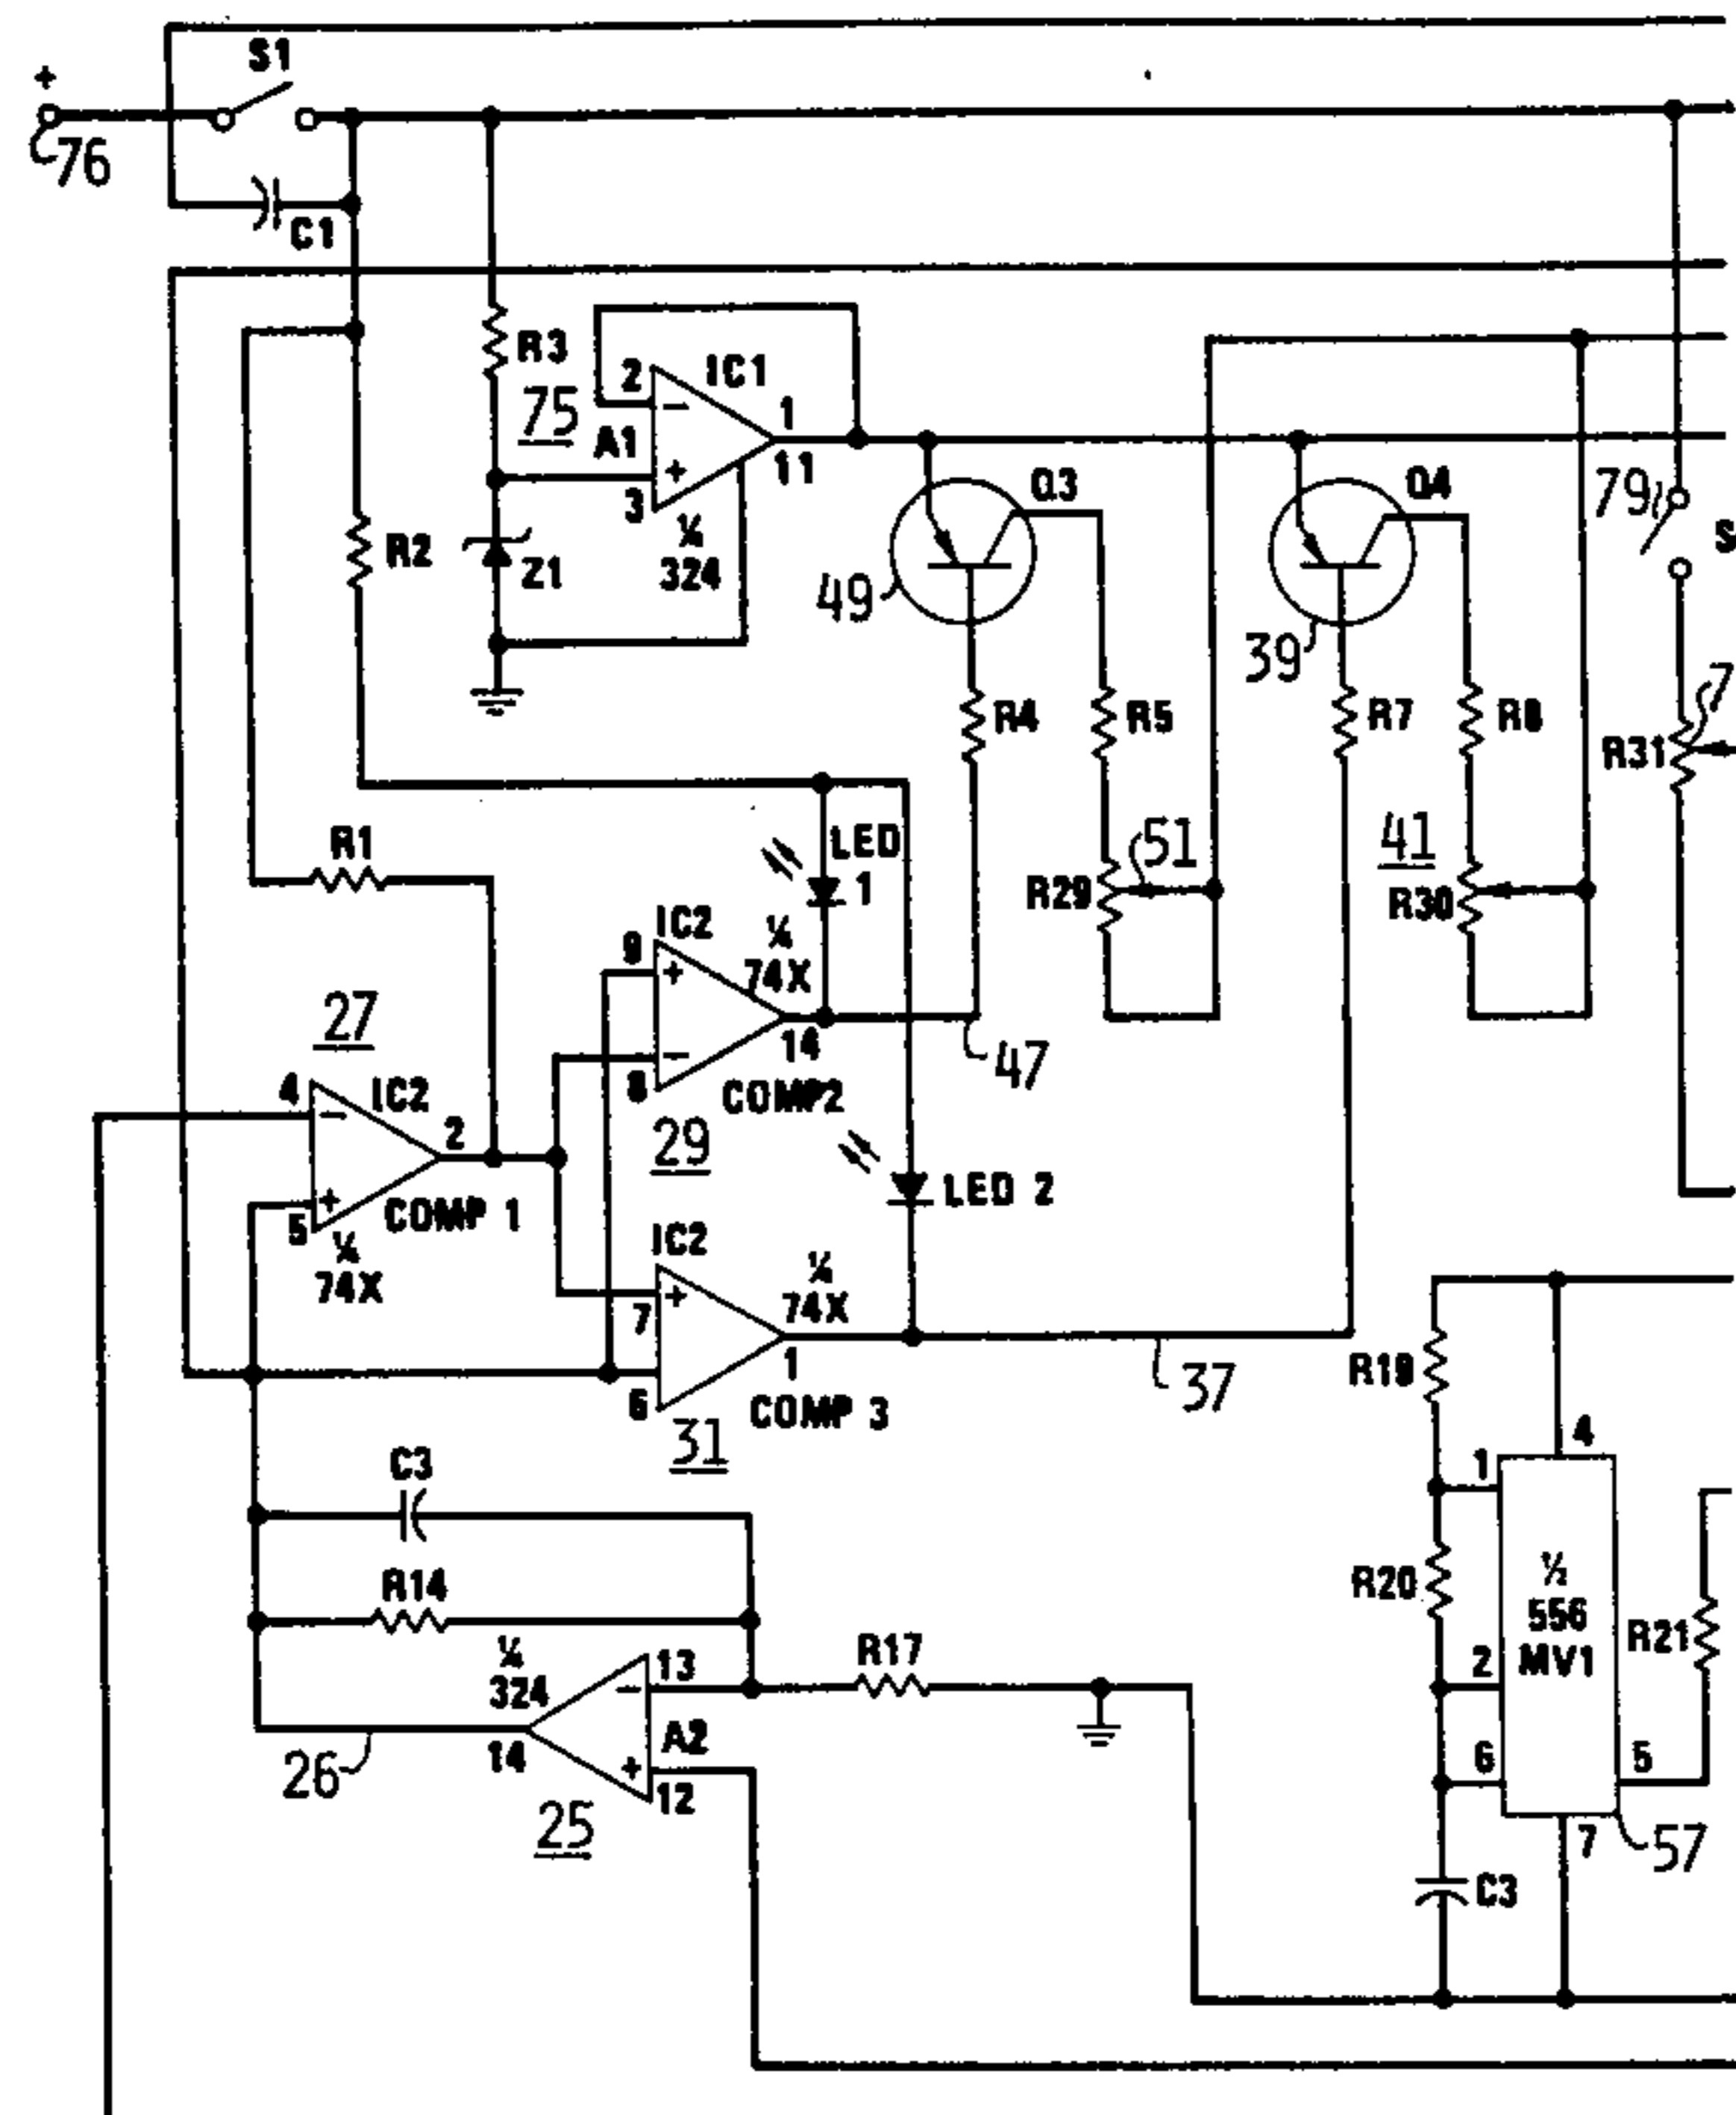 S1
+
76
C1
R3
2
IC1
1
75
-
A1
11
+
3
Q3
Q4
79
S
R2
Z1
¼
324
49
39
R4
R5
R7
R8
7
R31
R1
LED
1
51
41
R29
R30
9
IC2
¼
74X
+
27
14
-
47
8
COMP2
4
IC2
-
2
29
LED 2
+
5
COMP 1
¼
74X
IC2
¼
74X
+
7
1
37
R19
6
COMP 3
31
4
C3
1
R14
R20
½
556
MV1
¼
324
13
R17
R21
2
-
A2
14
26
+
12
6
5
25
7
57
C3